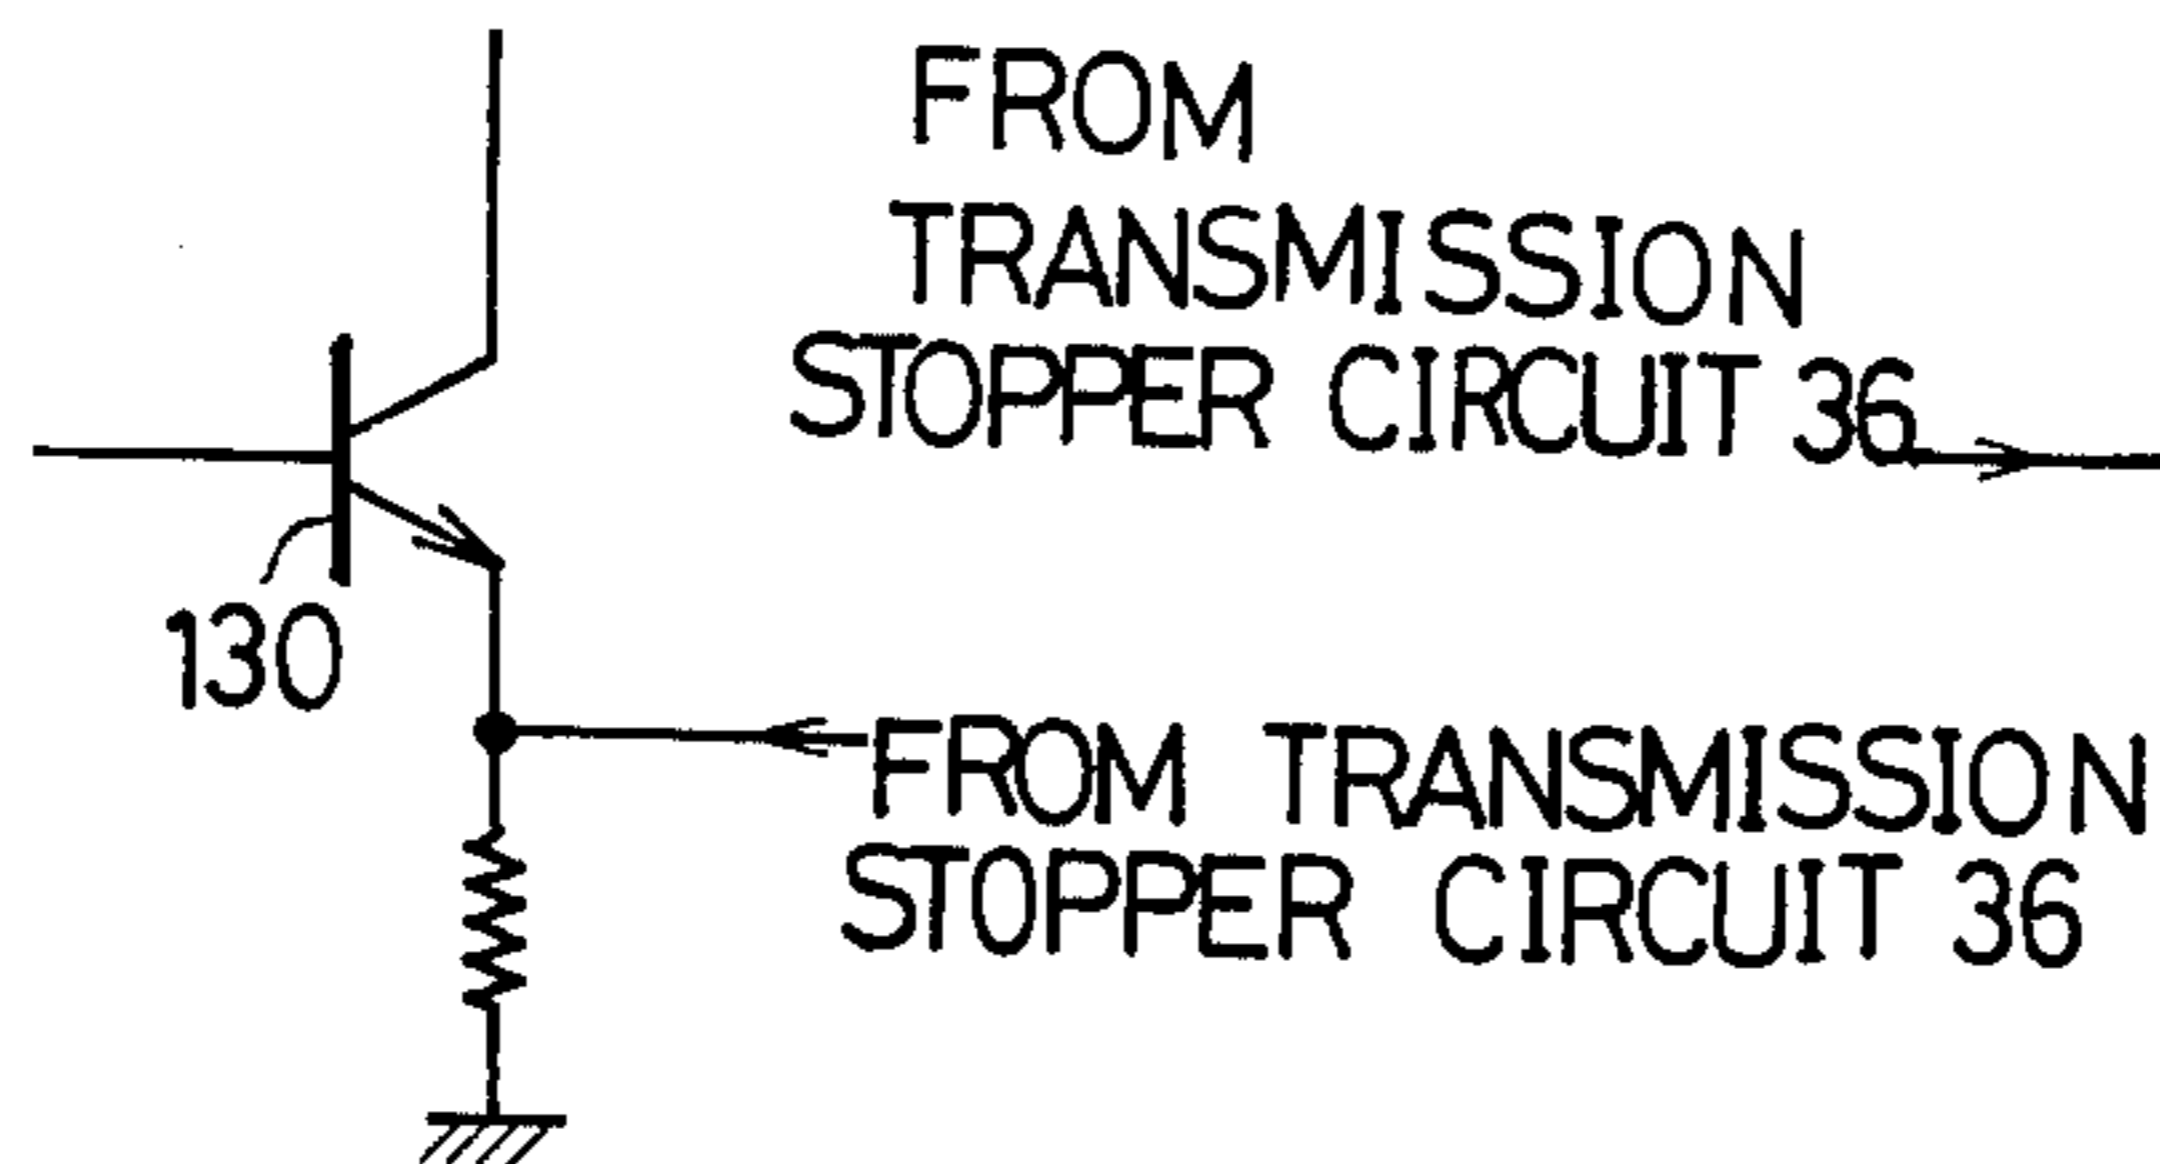 FROM
TRANSMISSION
STOPPER CIRCUIT 36
130
FROM TRANSMISSION
STOPPER CIRCUIT 36